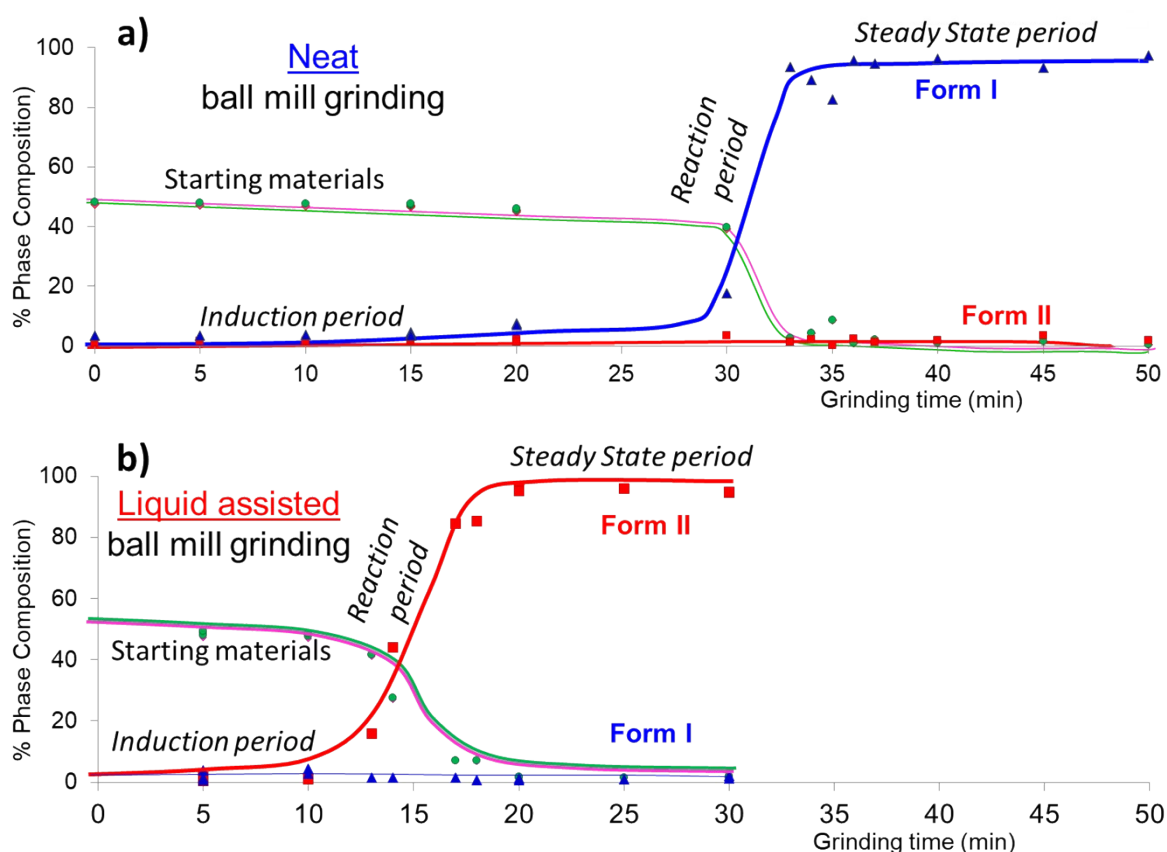 a)
Neat
ball mill grinding
Steady State period
Form I
Reaction
period
Starting materials
Induction period
Form II
% Phase Composition
100
80
60
40
20
0
0 5 10 15 20 25 30 35 40 45 50
Grinding time (min)
b)
Liquid assisted
ball mill grinding
Steady State period
Form II
Reaction
period
Starting materials
Induction period
Form I
% Phase Composition
100
80
60
40
20
0
0 5 10 15 20 25 30 35 40 45 50
Grinding time (min)